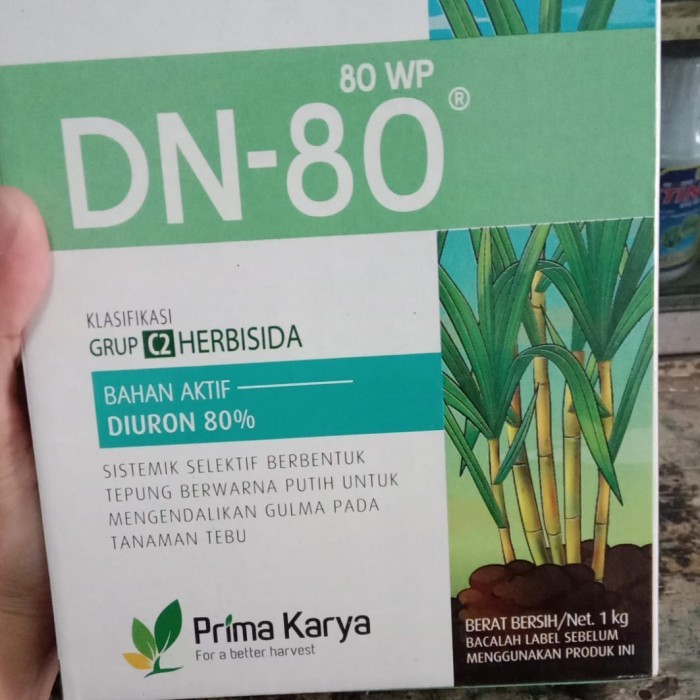 80 WP
DN-80®
KLASIFIKASI
GRUP C2 HERBISIDA
BAHAN AKTIF
DIURON 80%
SISTEMIK SELEKTIF BERBENTUK
TEPUNG BERWARNA PUTIH UNTUK
MENGENDALIKAN GULMA PADA
TANAMAN TEBU
Prima Karya
For a better harvest
BERAT BERSIH/Net. 1 kg
BACALAH LABEL SEBELUM
MENGGUNAKAN PRODUK INI